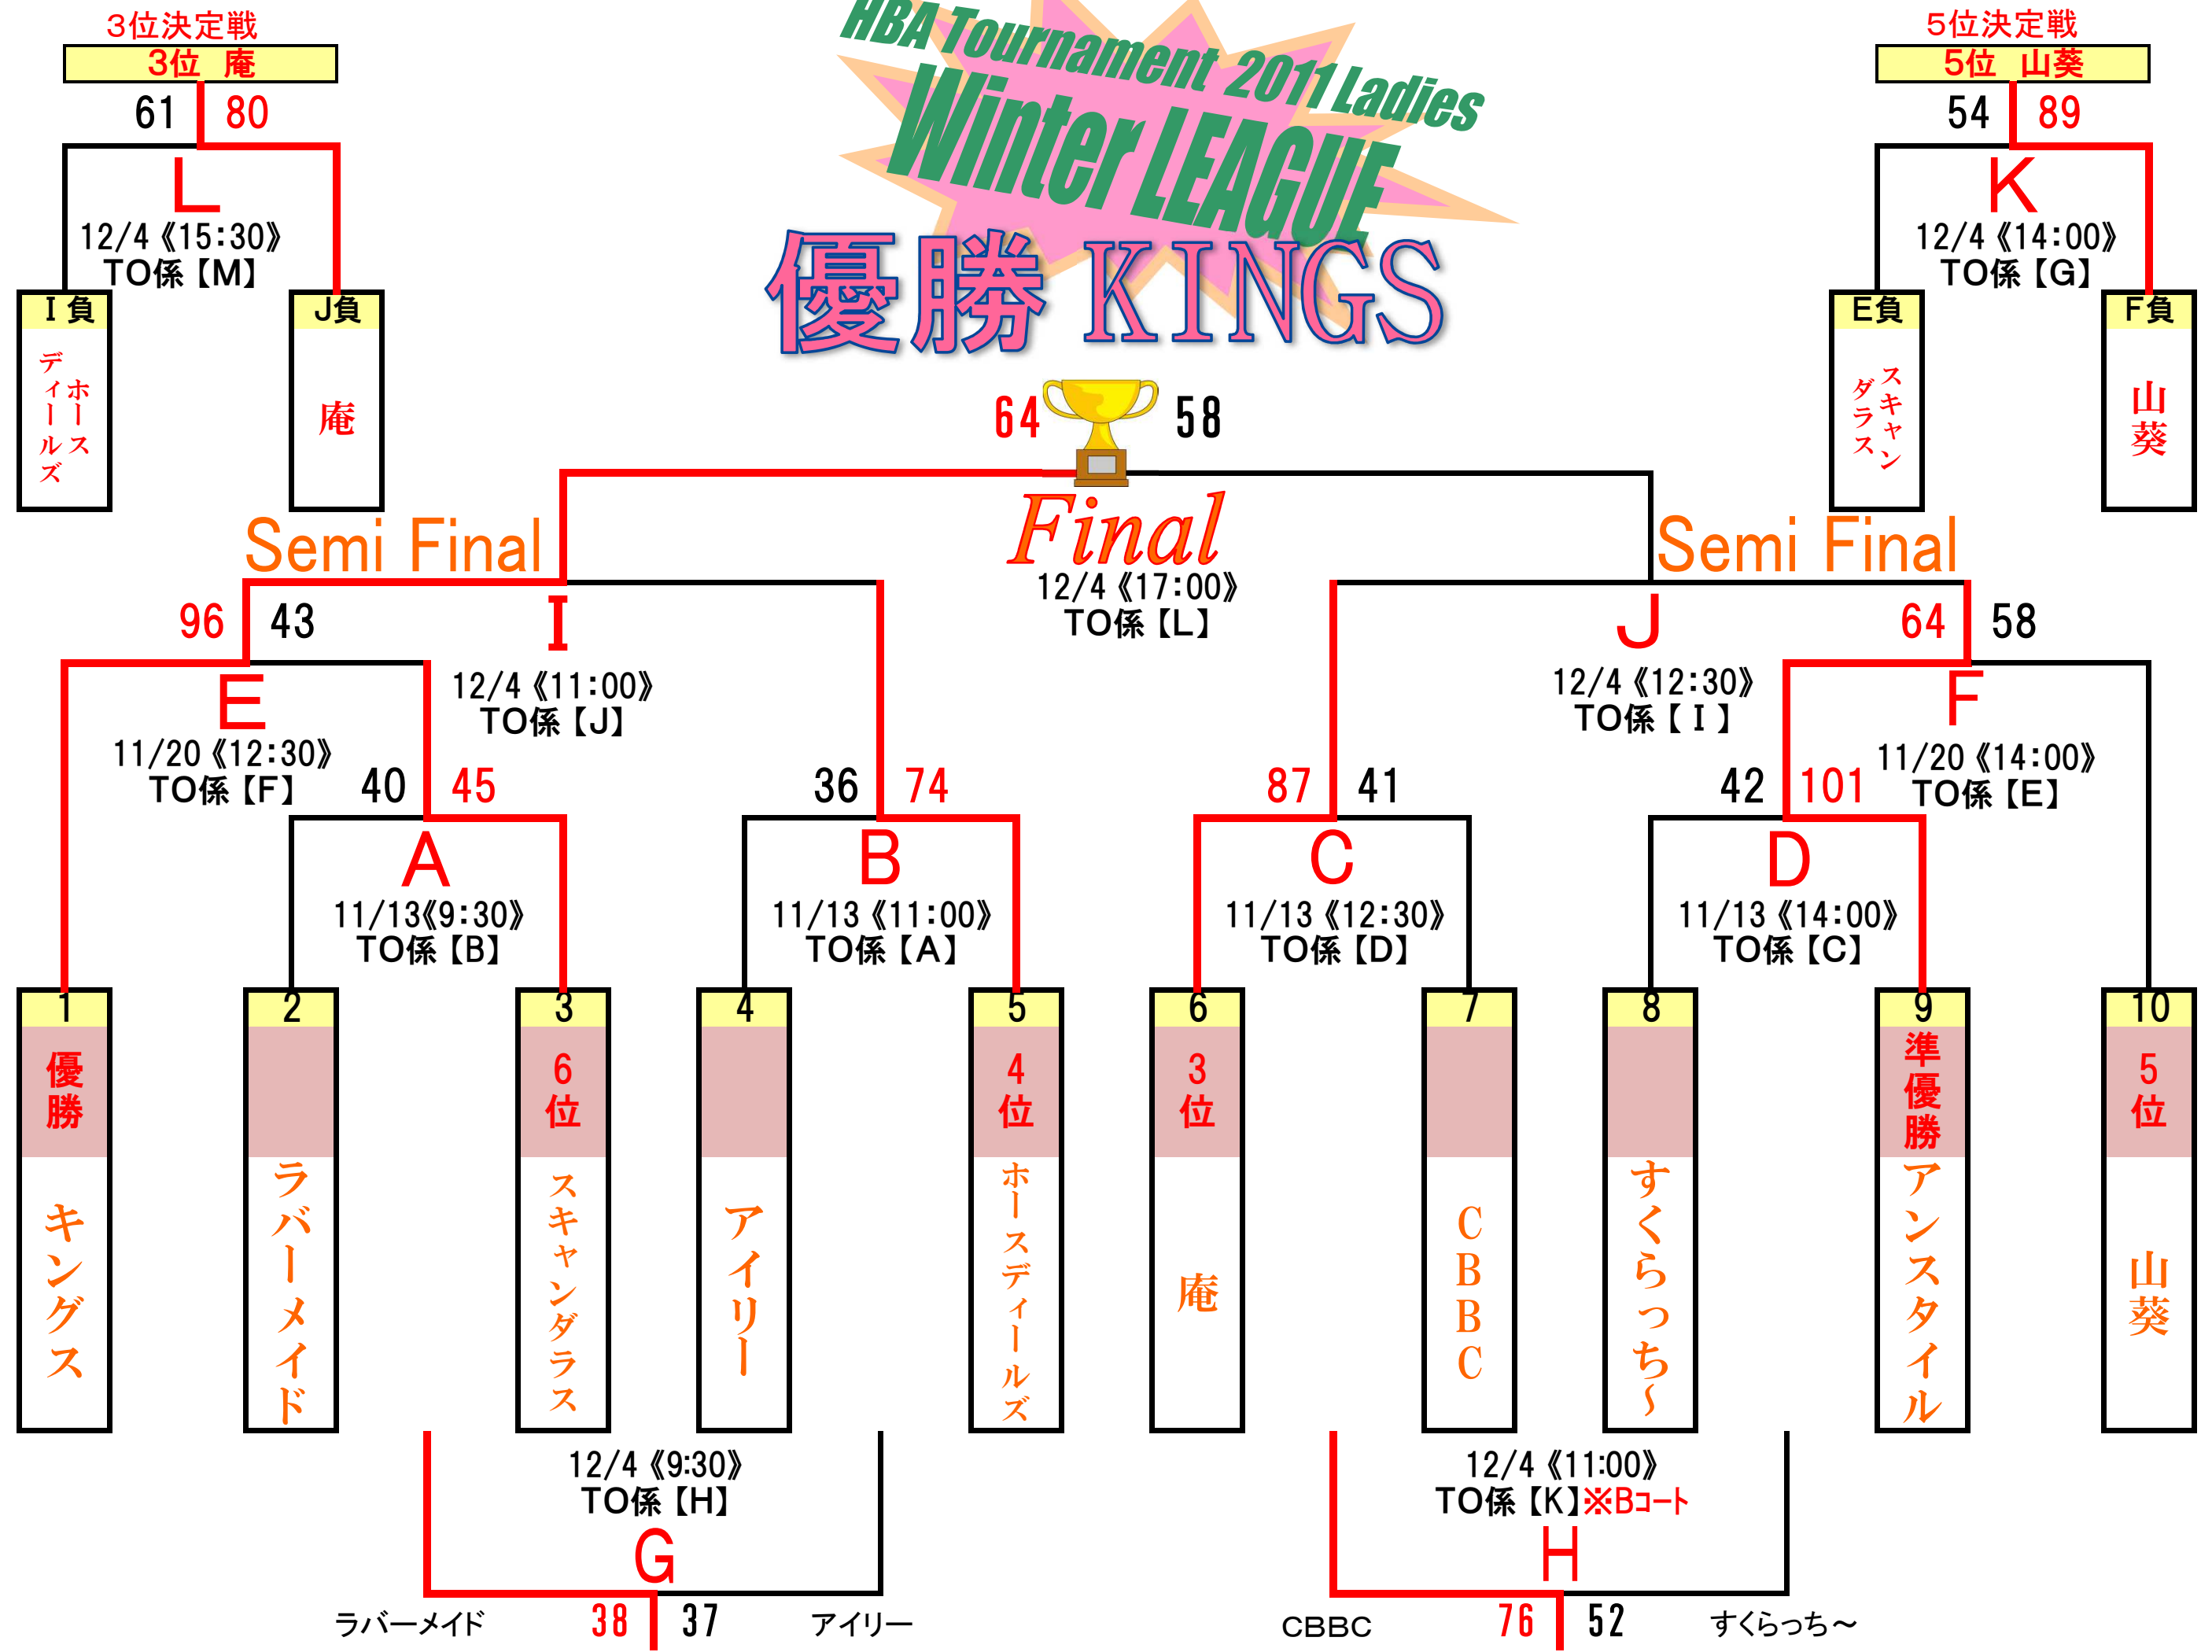 3位決定戦
3位 庵
61 80
L
12/4《15:30》
TO係【M】
I負
ホースディールズ
J負
庵
HBA Tournament 2011 Ladies
Winter LEAGUE
優勝 KINGS
5位決定戦
5位 山葵
54 89
K
12/4《14:00》
TO係【G】
E負
スキャンダラス
F負
山葵
64 58
Final
12/4《17:00》
TO係【L】
Semi Final
I
12/4《11:00》
TO係【J】
Semi Final
J
12/4《12:30》
TO係【I】
96 43
E
11/20《12:30》
TO係【F】
64 58
F
11/20《14:00》
TO係【E】
40 45
A
11/13《9:30》
TO係【B】
36 74
B
11/13《11:00》
TO係【A】
87 41
C
11/13《12:30》
TO係【D】
42 101
D
11/13《14:00》
TO係【C】
1
優勝
キングス
2
ラバーメイド
3
6位
スキャンダラス
4
アイリー
5
4位
ホースディールズ
6
3位
庵
7
CBBC
8
すくらっち～
9
準優勝
アンスタイル
10
5位
山葵
12/4《9:30》
TO係【H】
G
ラバーメイド 38 37 アイリー
12/4《11:00》
TO係【K】※Bコート
H
CBBC 76 52 すくらっち～